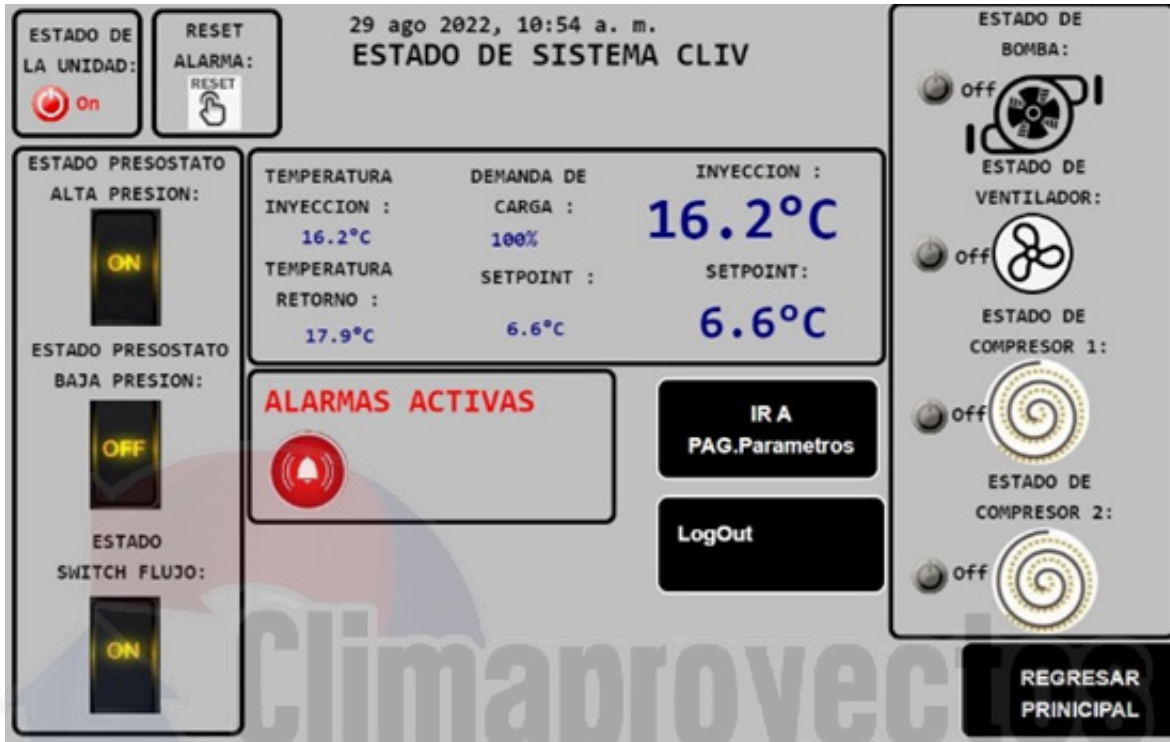 29 ago 2022, 10:54 a. m.
ESTADO DE SISTEMA CLIV
ESTADO DE
LA UNIDAD:
On
RESET
ALARMA:
RESET
ESTADO PRESOSTATO
ALTA PRESION:
ON
ESTADO PRESOSTATO
BAJA PRESION:
OFF
ESTADO
SWITCH FLUJO:
ON
TEMPERATURA
INYECCION :
16.2°C
TEMPERATURA
RETORNO :
17.9°C
DEMANDA DE
CARGA :
100%
SETPOINT :
6.6°C
INYECCION :
16.2°C
SETPOINT:
6.6°C
ALARMAS ACTIVAS
IR A
PAG.Parametros
LogOut
ESTADO DE
BOMBA:
Off
ESTADO DE
VENTILADOR:
Off
ESTADO DE
COMPRESOR 1:
Off
ESTADO DE
COMPRESOR 2:
Off
REGRESAR
PRINICIPAL
Climaproyectos